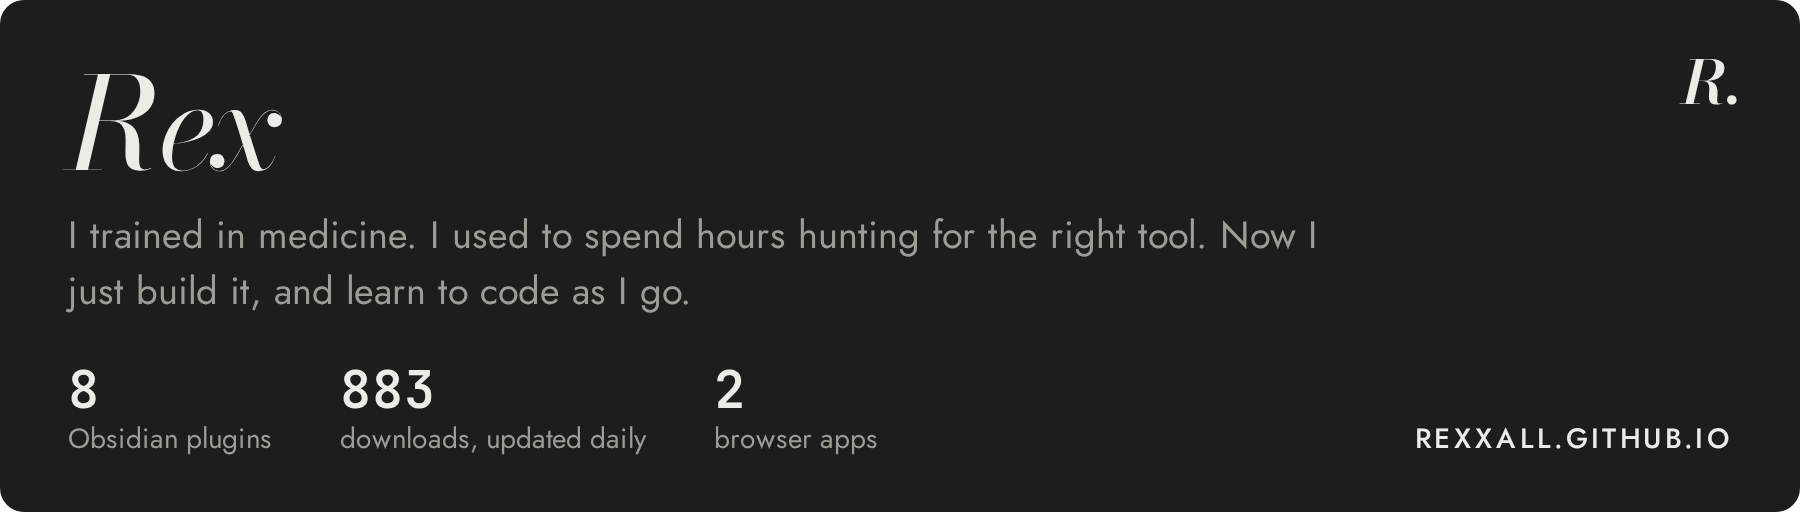 Rex
R.
I trained in medicine. I used to spend hours hunting for the right tool. Now I
just build it, and learn to code as I go.
8
Obsidian plugins
883
downloads, updated daily
2
browser apps
REXXALL.GITHUB.IO